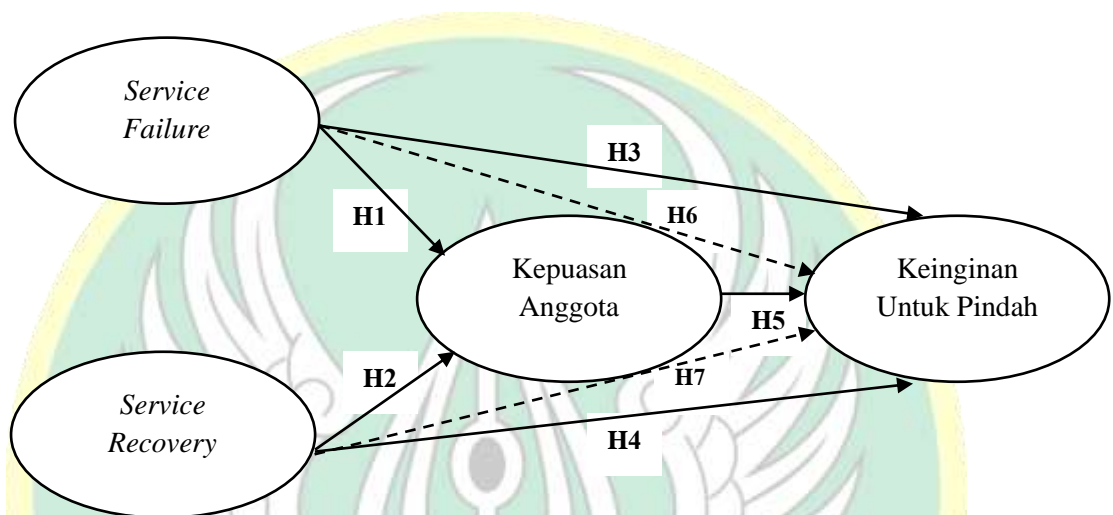 Service
Failure
H3
H1
H6
Kepuasan
Anggota
Keinginan
Untuk Pindah
H5
H2
H7
Service
Recovery
H4